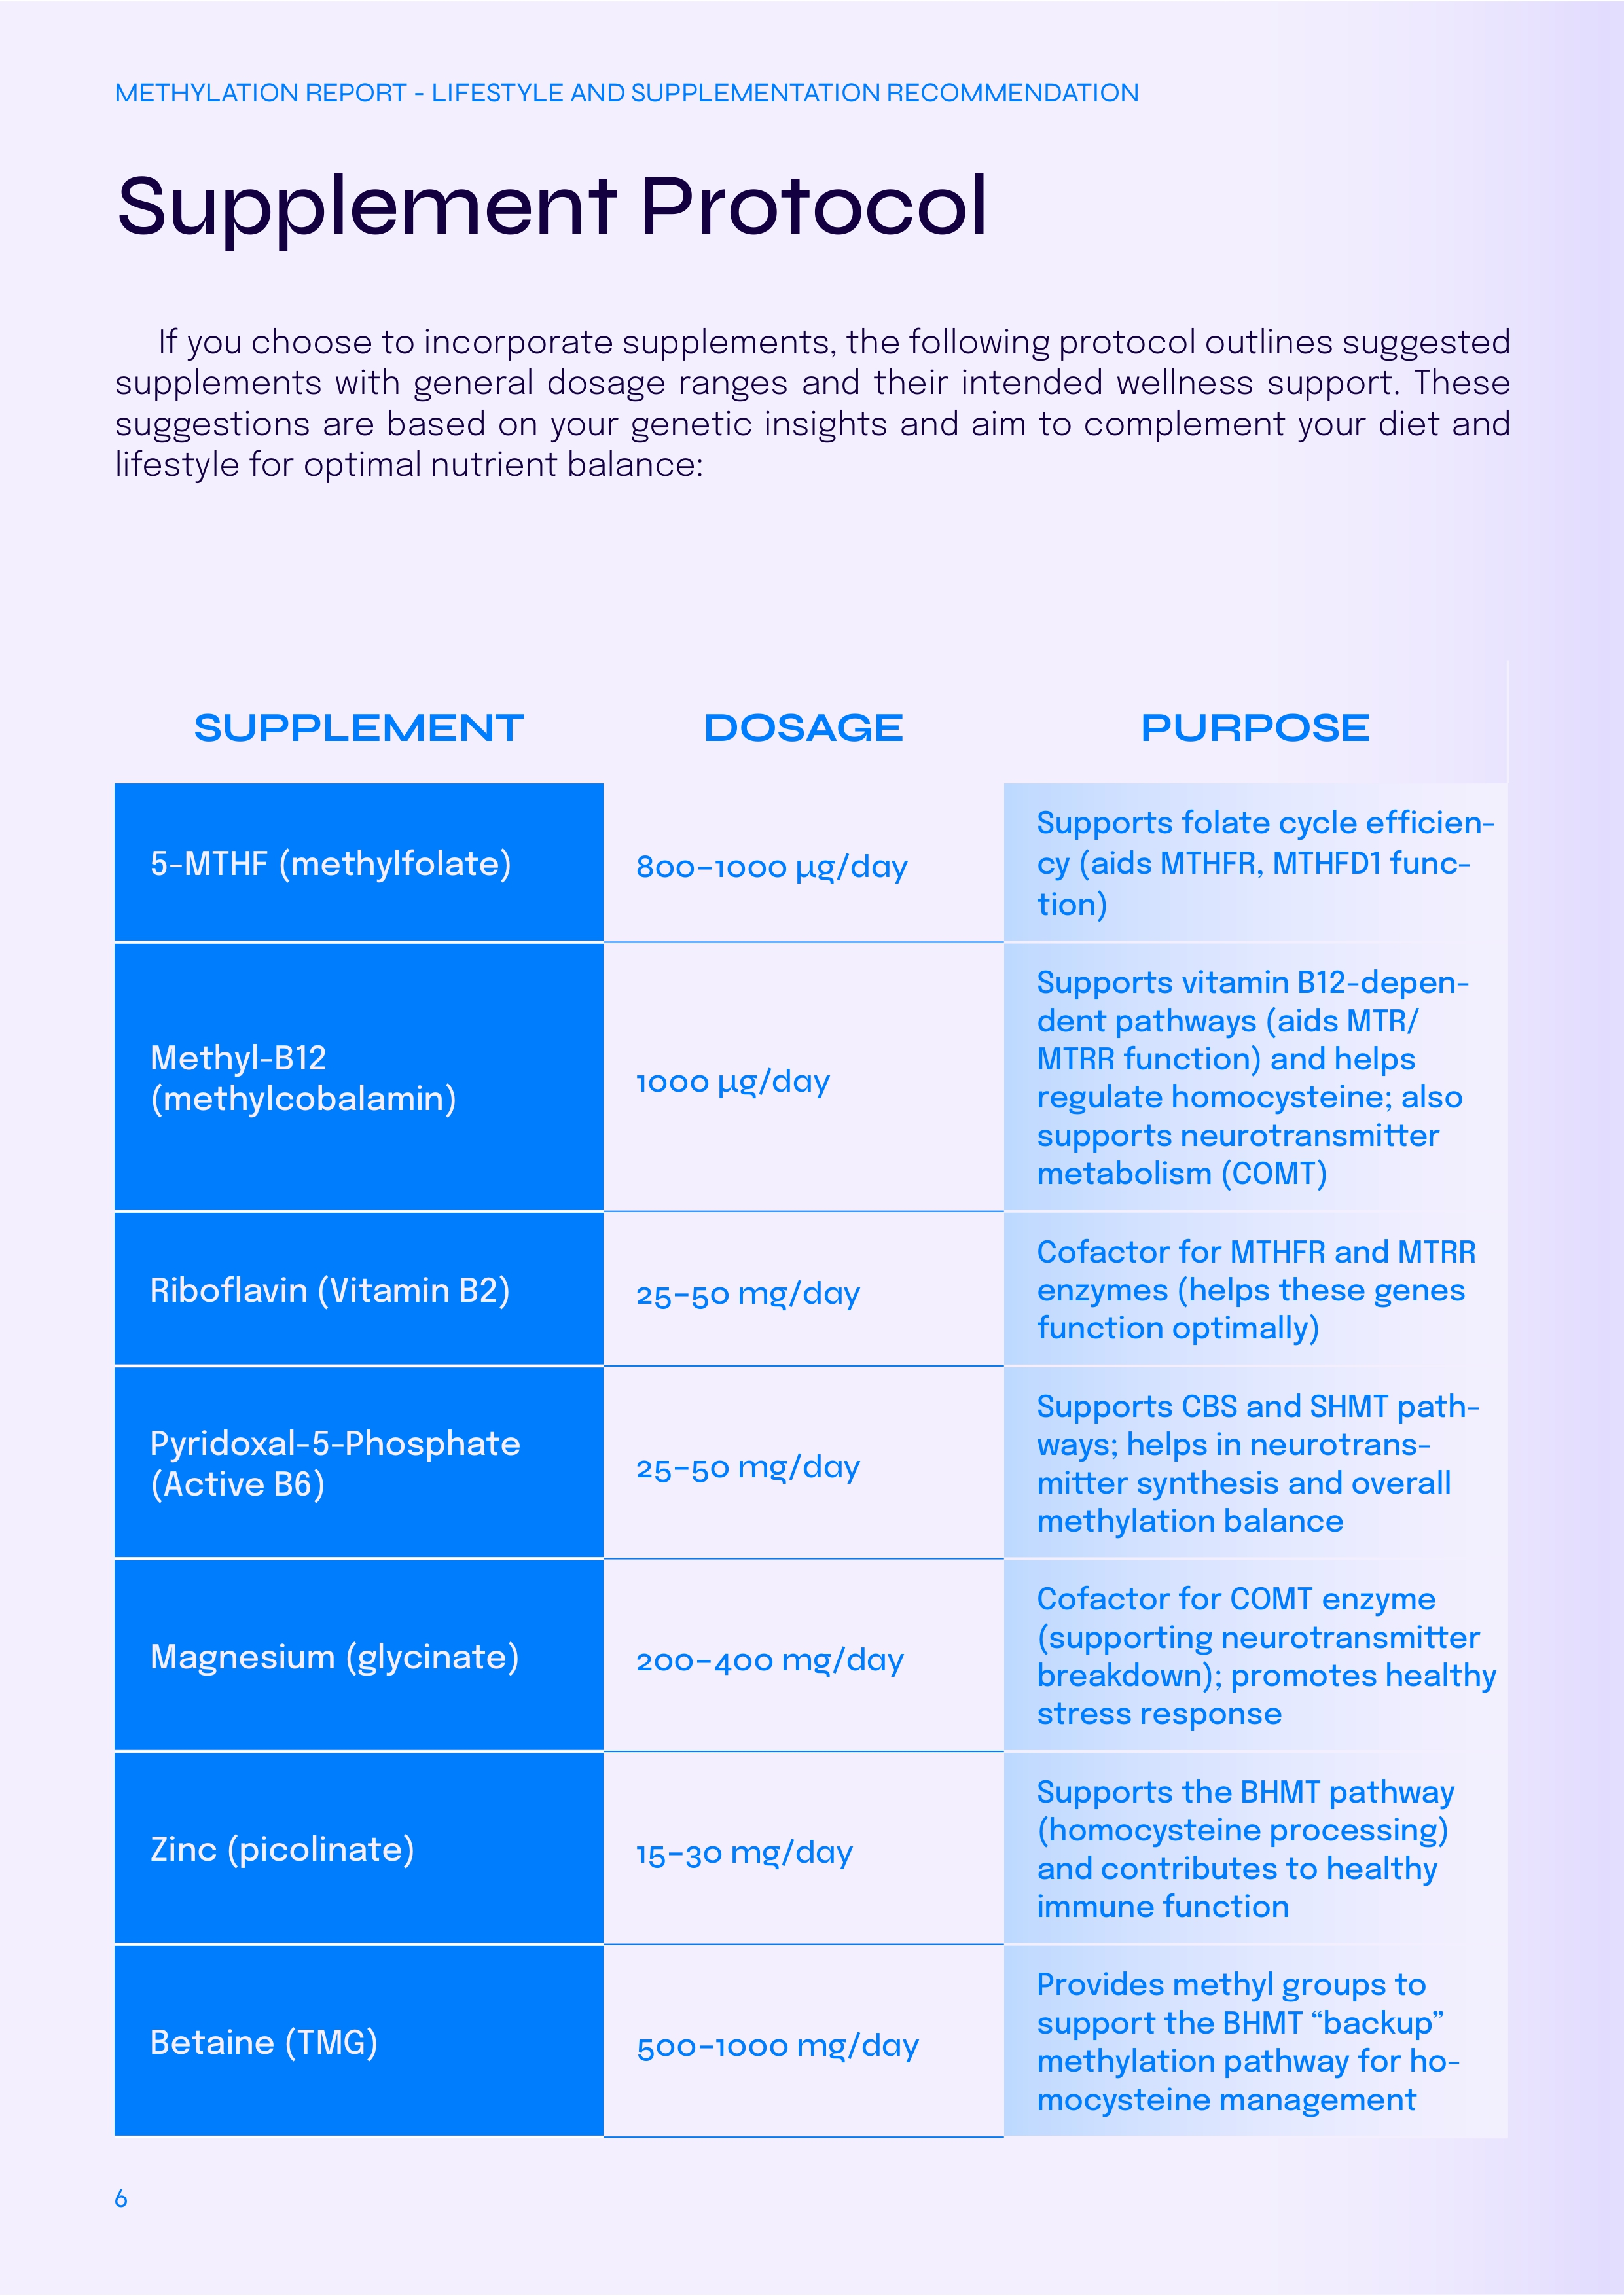 METHYLATION REPORT - LIFESTYLE AND SUPPLEMENTATION RECOMMENDATION
Supplement Protocol
If you choose to incorporate supplements, the following protocol outlines suggested
supplements with general dosage ranges and their intended wellness support. These
suggestions are based on your genetic insights and aim to complement your diet and
lifestyle for optimal nutrient balance:
SUPPLEMENT DOSAGE PURPOSE
5-MTHF (methylfolate)
800–1000 µg/day
Supports folate cycle efficien-
cy (aids MTHFR, MTHFD1 func-
tion)
Methyl-B12
(methylcobalamin)
1000 µg/day
Supports vitamin B12-depen-
dent pathways (aids MTR/
MTRR function) and helps
regulate homocysteine; also
supports neurotransmitter
metabolism (COMT)
Riboflavin (Vitamin B2)
25–50 mg/day
Cofactor for MTHFR and MTRR
enzymes (helps these genes
function optimally)
Pyridoxal-5-Phosphate
(Active B6)
25–50 mg/day
Supports CBS and SHMT path-
ways; helps in neurotrans-
mitter synthesis and overall
methylation balance
Magnesium (glycinate)
200–400 mg/day
Cofactor for COMT enzyme
(supporting neurotransmitter
breakdown); promotes healthy
stress response
Zinc (picolinate)
15–30 mg/day
Supports the BHMT pathway
(homocysteine processing)
and contributes to healthy
immune function
Betaine (TMG)
500–1000 mg/day
Provides methyl groups to
support the BHMT “backup”
methylation pathway for ho-
mocysteine management
6